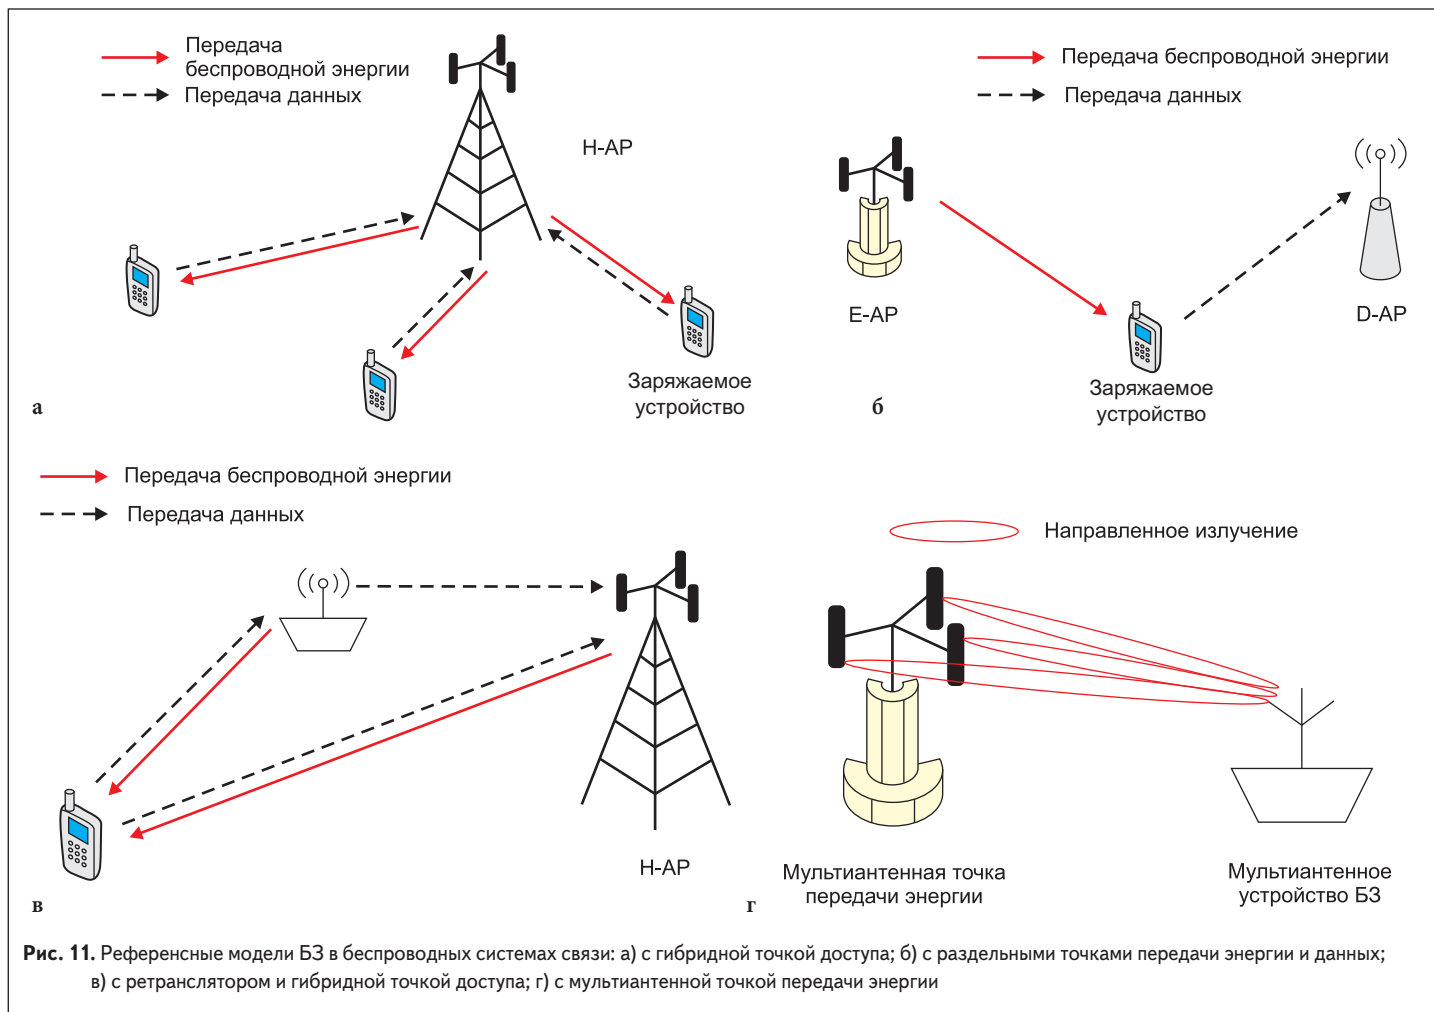 Передача
беспроводной энергии
Передача данных
H-AP
Заряжаемое
устройство
а
Передача беспроводной энергии
Передача данных
E-AP
D-AP
Заряжаемое
устройство
б
Передача беспроводной энергии
Передача данных
H-AP
в
Направленное излучение
Мультиантенная точка
передачи энергии
Мультиантенное
устройство БЗ
г
Рис. 11. Референсные модели БЗ в беспроводных системах связи: а) с гибридной точкой доступа; б) с раздельными точками передачи энергии и данных;
в) с ретранслятором и гибридной точкой доступа; г) с мультиантенной точкой передачи энергии